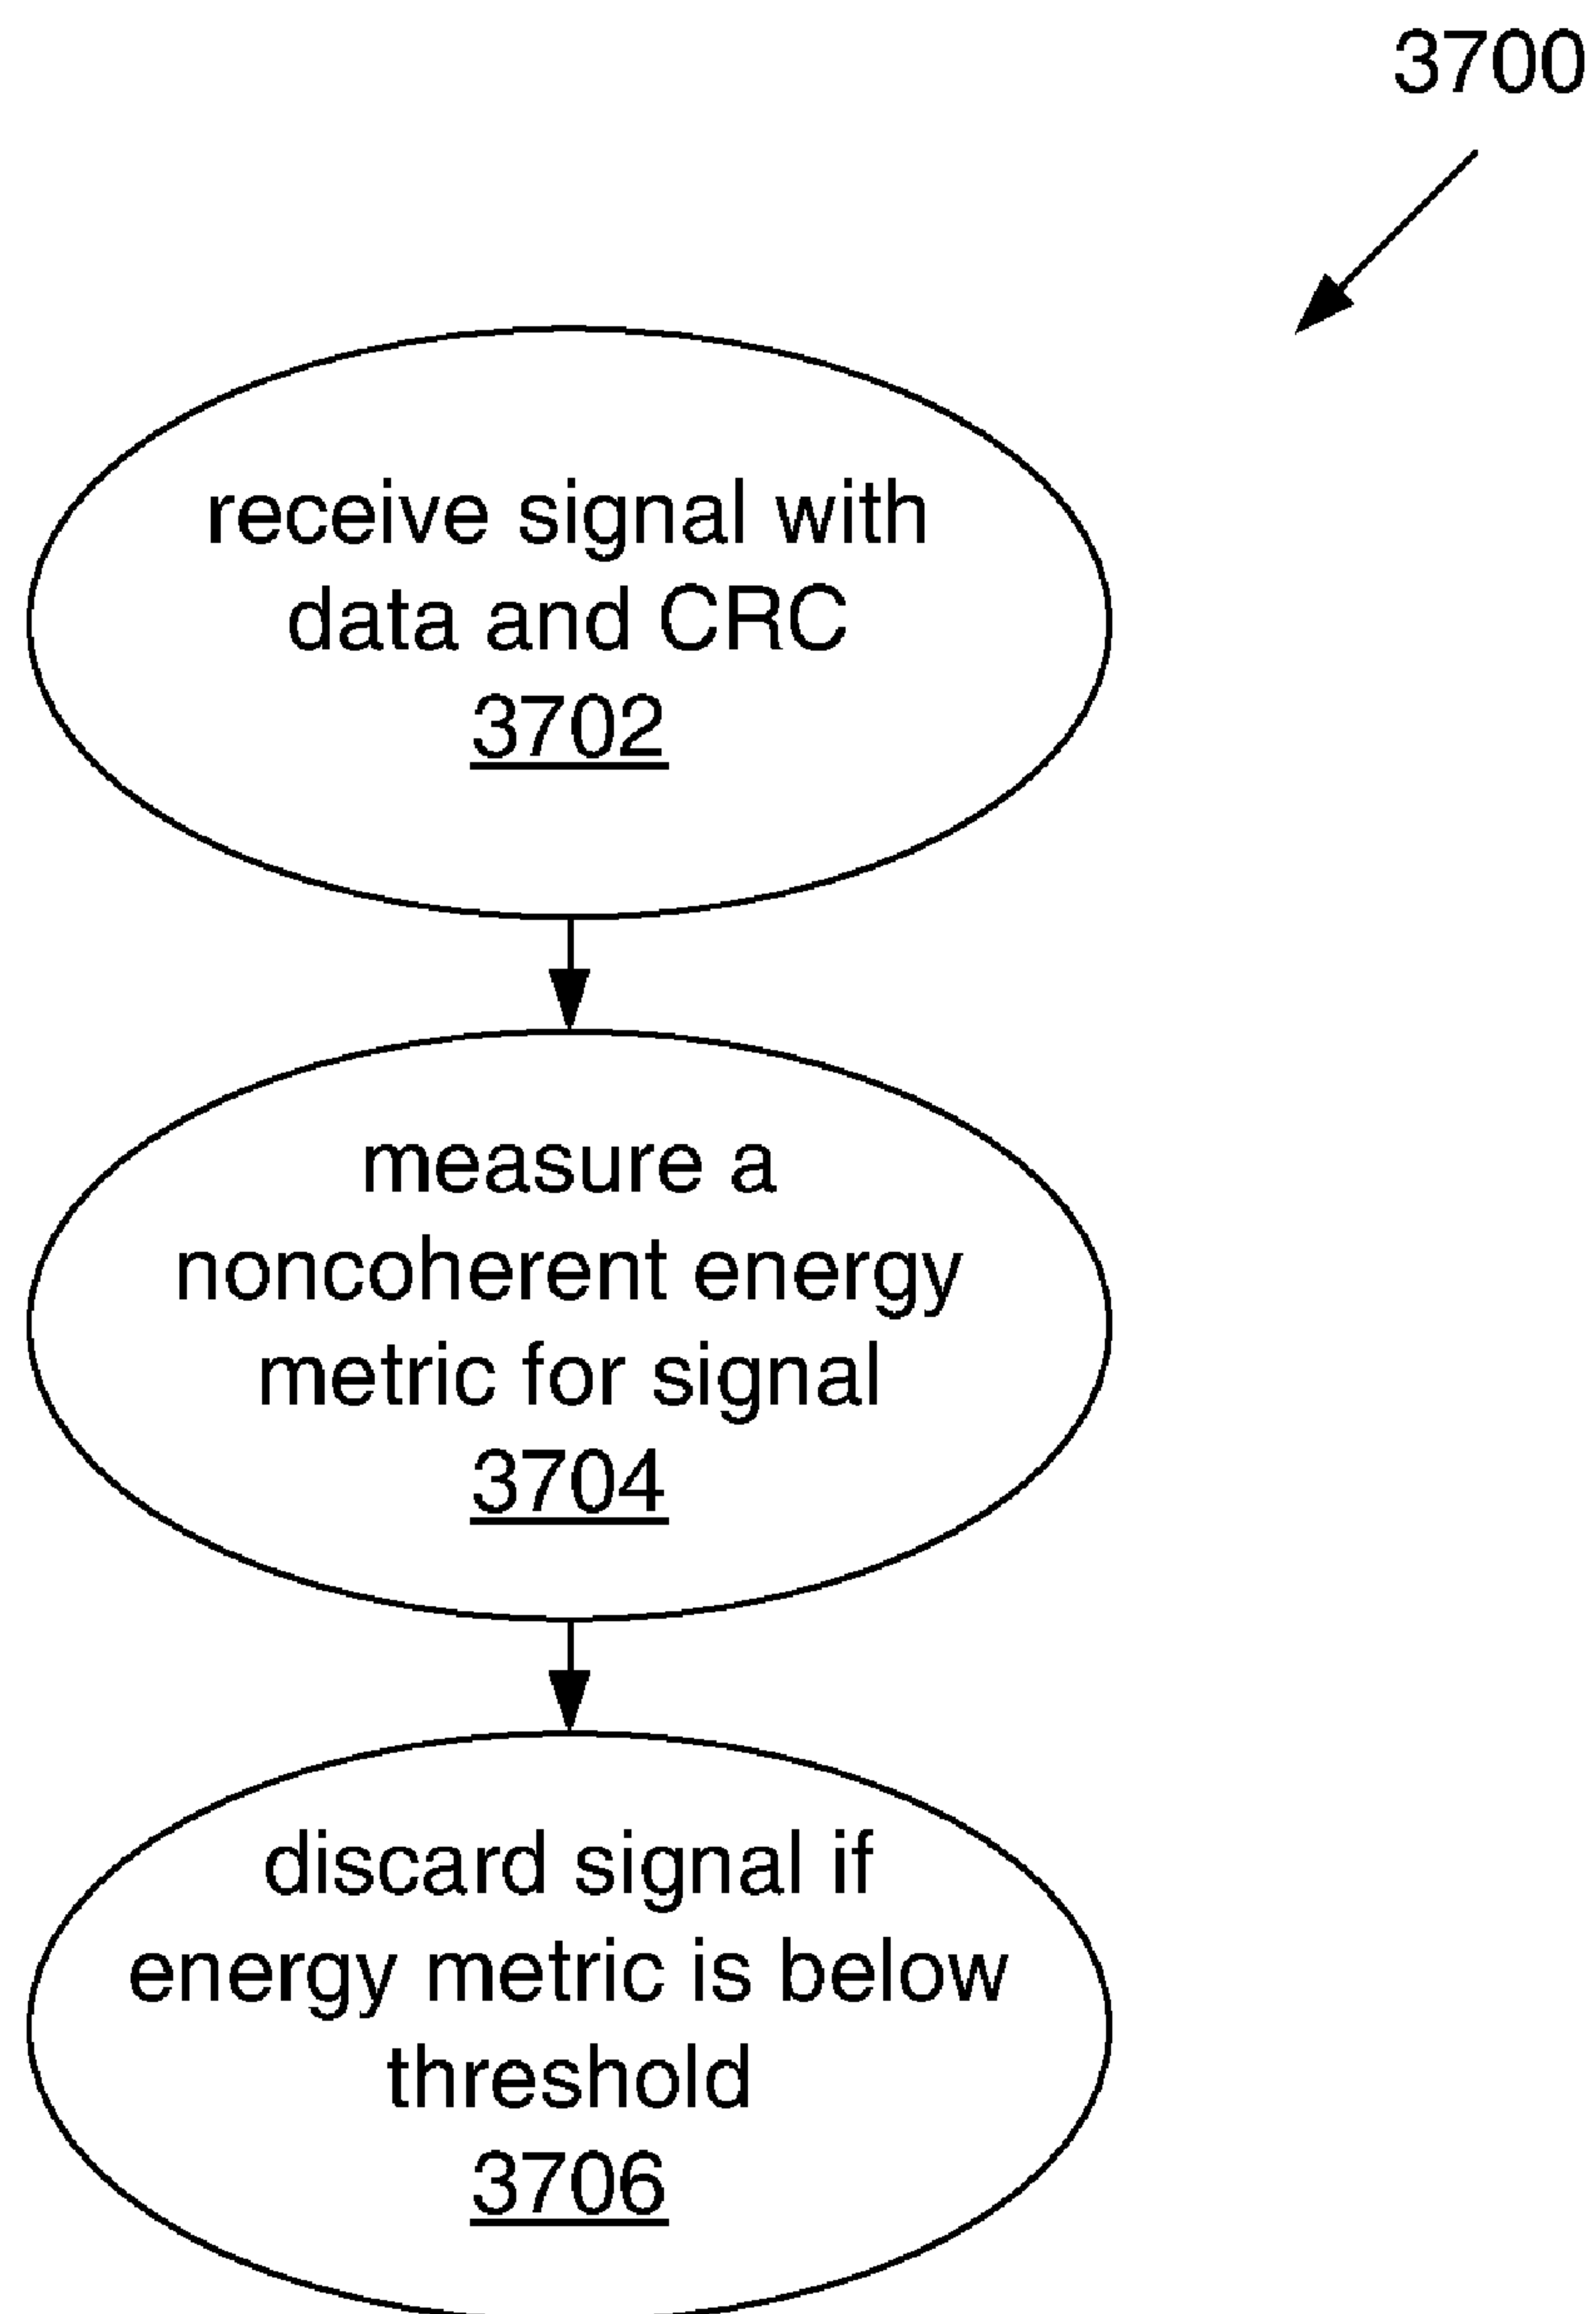 3700
receive signal with
data and CRC
3702
measure a
noncoherent energy
metric for signal
3704
discard signal if
energy metric is below
threshold
3706